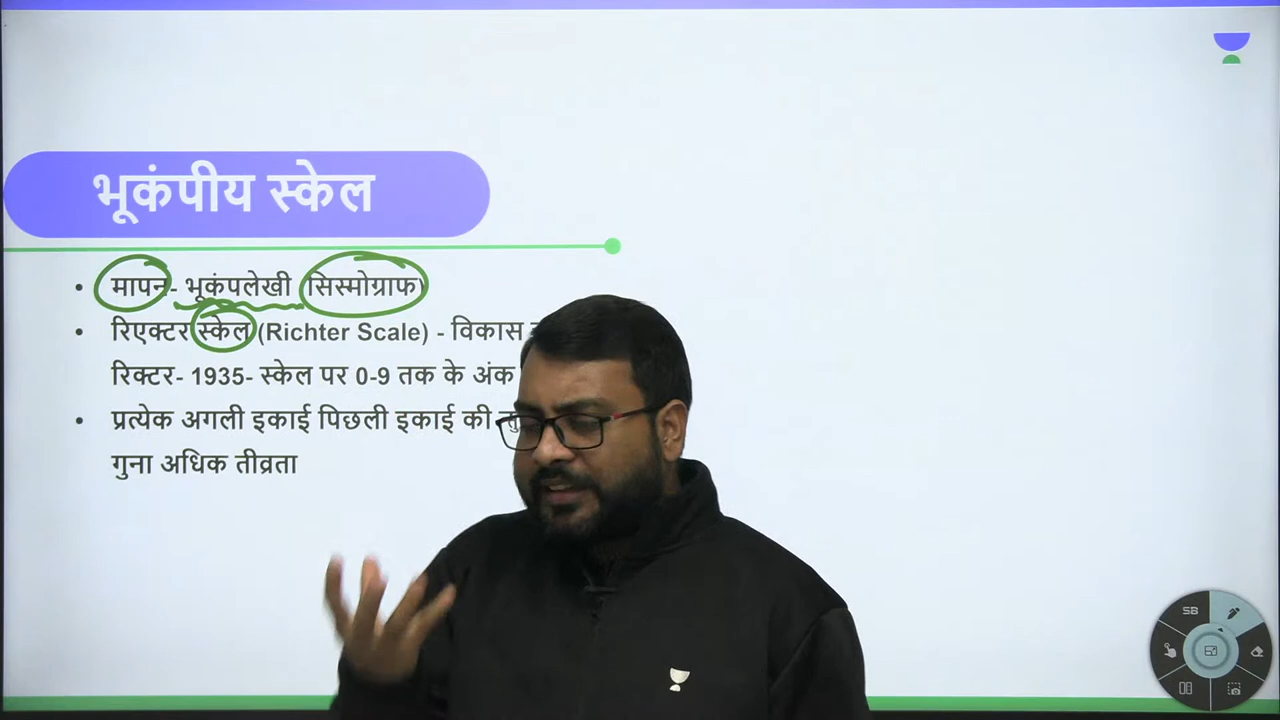 भूकंपीय स्केल
मापन- भूकंपलेखी (सिस्मोग्राफ)
रिएक्टर स्केल (Richter Scale) - विकास
रिक्टर- 1935- स्केल पर 0-9 तक के अंक
प्रत्येक अगली इकाई पिछली इकाई की
गुना अधिक तीव्रता
SB